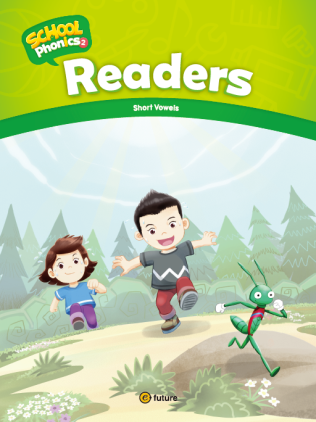 SCHOOL
phonics 2
Readers
Short Vowels
e future